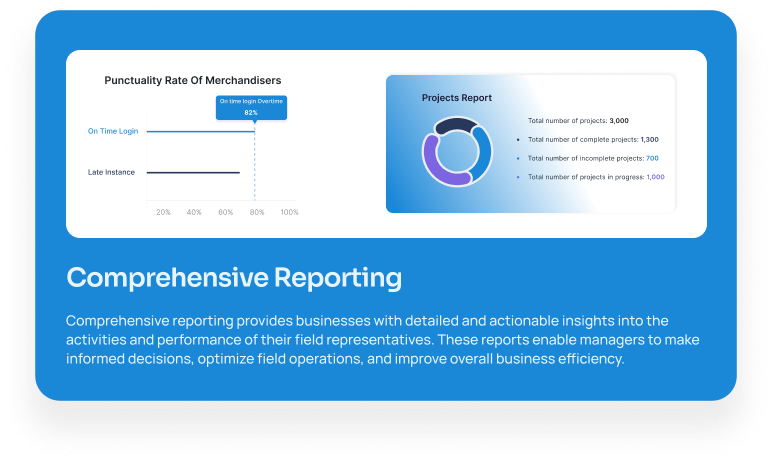 Punctuality Rate Of Merchandisers
On time login Overtime
82%
On Time Login
Late Instance
20% 40% 60% 80% 100%
Projects Report
Total number of projects: 3,000
Total number of complete projects: 1,300
Total number of incomplete projects: 700
Total number of projects in progress: 1,000
Comprehensive Reporting
Comprehensive reporting provides businesses with detailed and actionable insights into the
activities and performance of their field representatives. These reports enable managers to make
informed decisions, optimize field operations, and improve overall business efficiency.